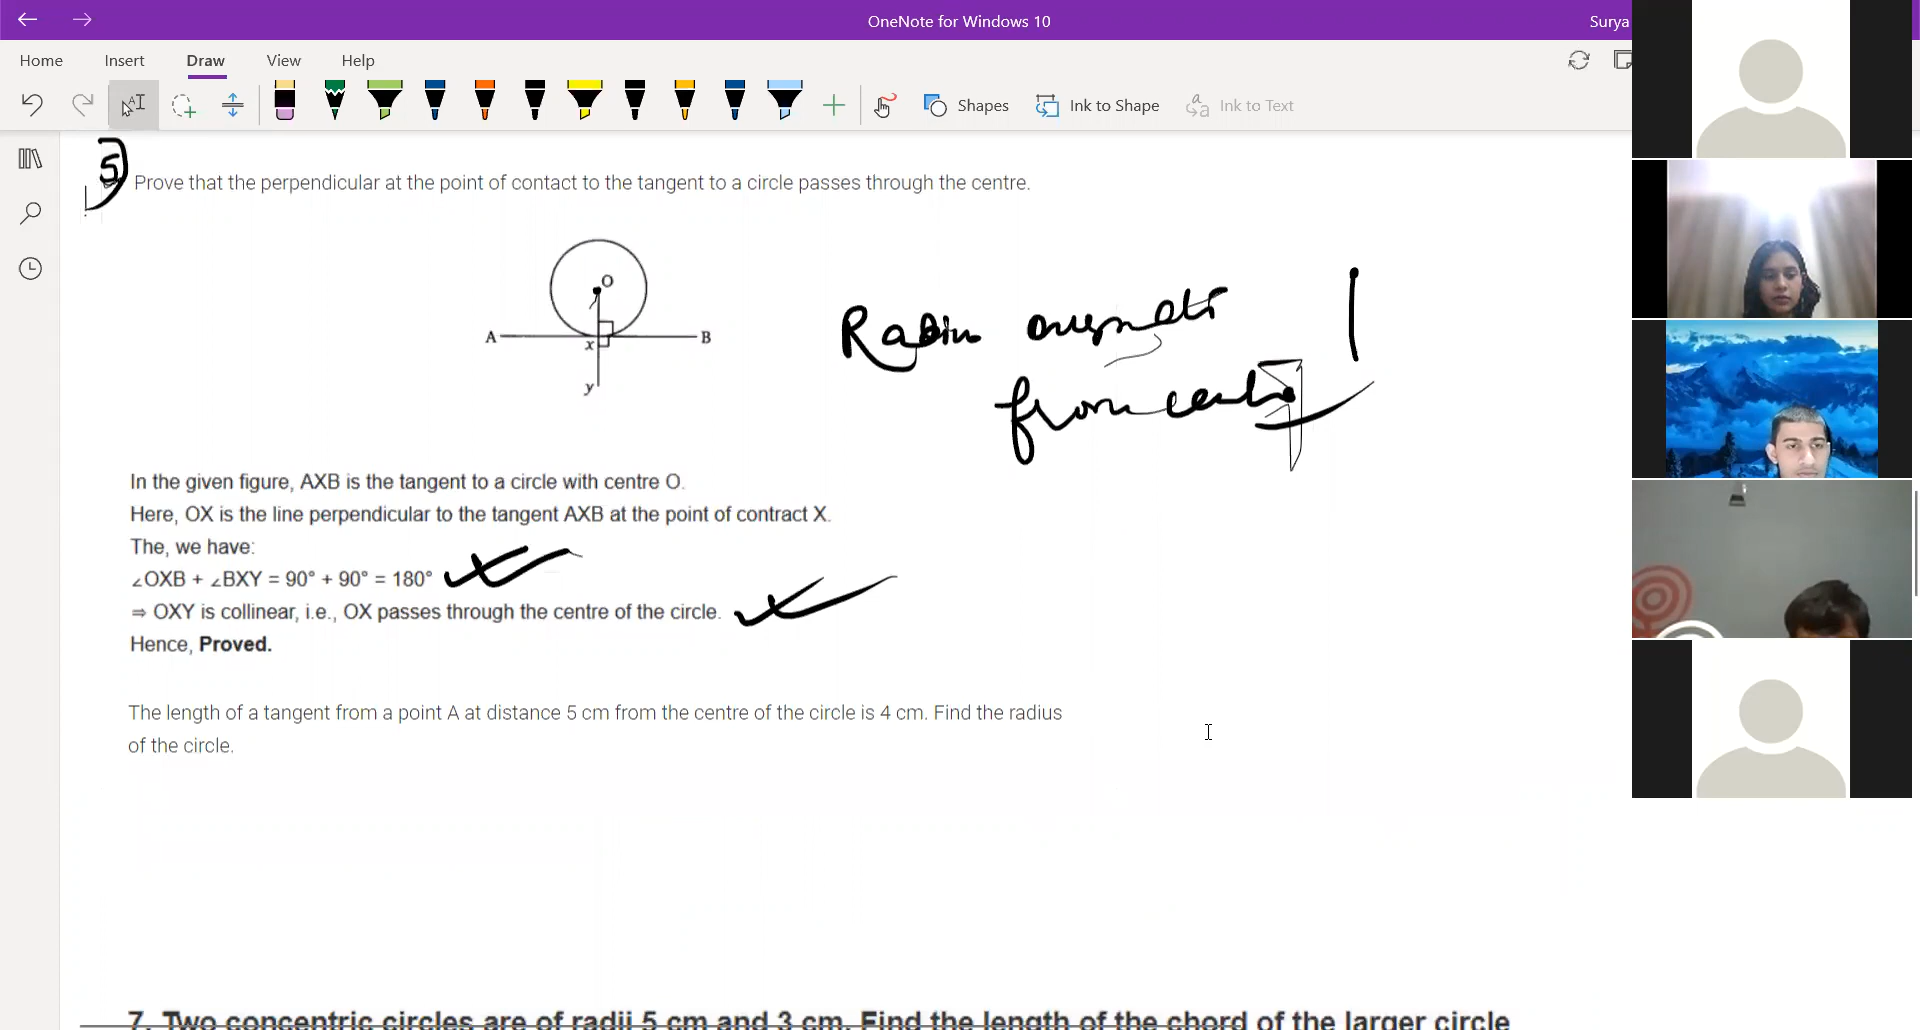 OneNote for Windows 10
Surya
Home Insert Draw View Help
Shapes Ink to Shape Ink to Text
5)
Prove that the perpendicular at the point of contact to the tangent to a circle passes through the centre.
O
A B
x
y
from
In the given figure, AXB is the tangent to a circle with centre O.
Here, OX is the line perpendicular to the tangent AXB at the point of contract X.
The, we have:
∠OXB + ∠BXY = 90° + 90° = 180°
⇒ OXY is collinear, i.e., OX passes through the centre of the circle.
Hence, Proved.
The length of a tangent from a point A at distance 5 cm from the centre of the circle is 4 cm. Find the radius
of the circle.
7. Two concentric circles are of radii 5 cm and 3 cm. Find the length of the chord of the larger circle